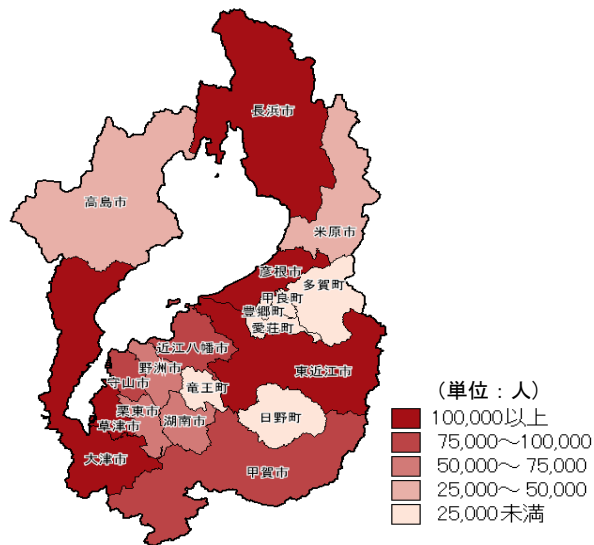 長浜市
高島市
米原市
彦根市
多賀町
甲良町
豊郷町
愛荘町
近江八幡市
東近江市
野洲市
守山市
竜王町
栗東市
草津市
湖南市
日野町
大津市
甲賀市
(単位：人)
100,000以上
75,000～100,000
50,000～ 75,000
25,000～ 50,000
25,000未満